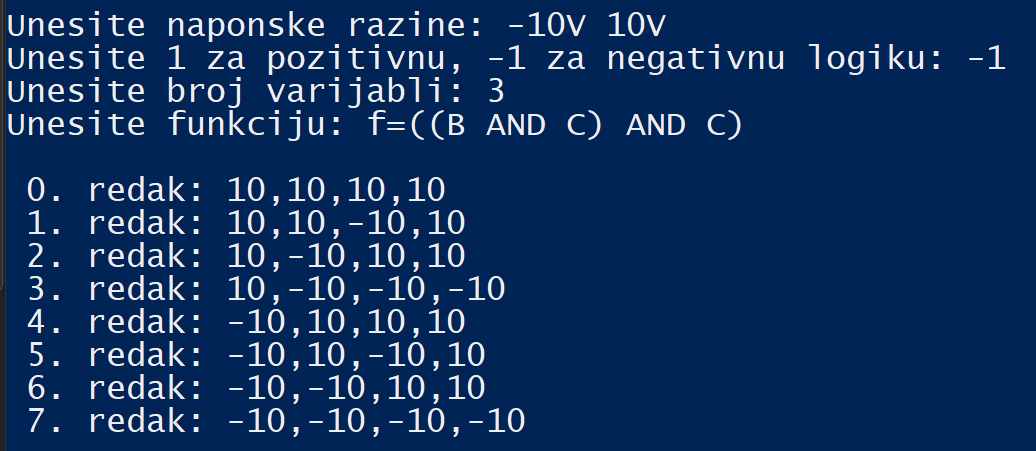 Unesite naponske razine: -10V 10V
Unesite 1 za pozitivnu, -1 za negativnu logiku: -1
Unesite broj varijabli: 3
Unesite funkciju: f=((B AND C) AND C)
0. redak: 10,10,10,10
1. redak: 10,10,-10,10
2. redak: 10,-10,10,10
3. redak: 10,-10,-10,-10
4. redak: -10,10,10,10
5. redak: -10,10,-10,10
6. redak: -10,-10,10,10
7. redak: -10,-10,-10,-10